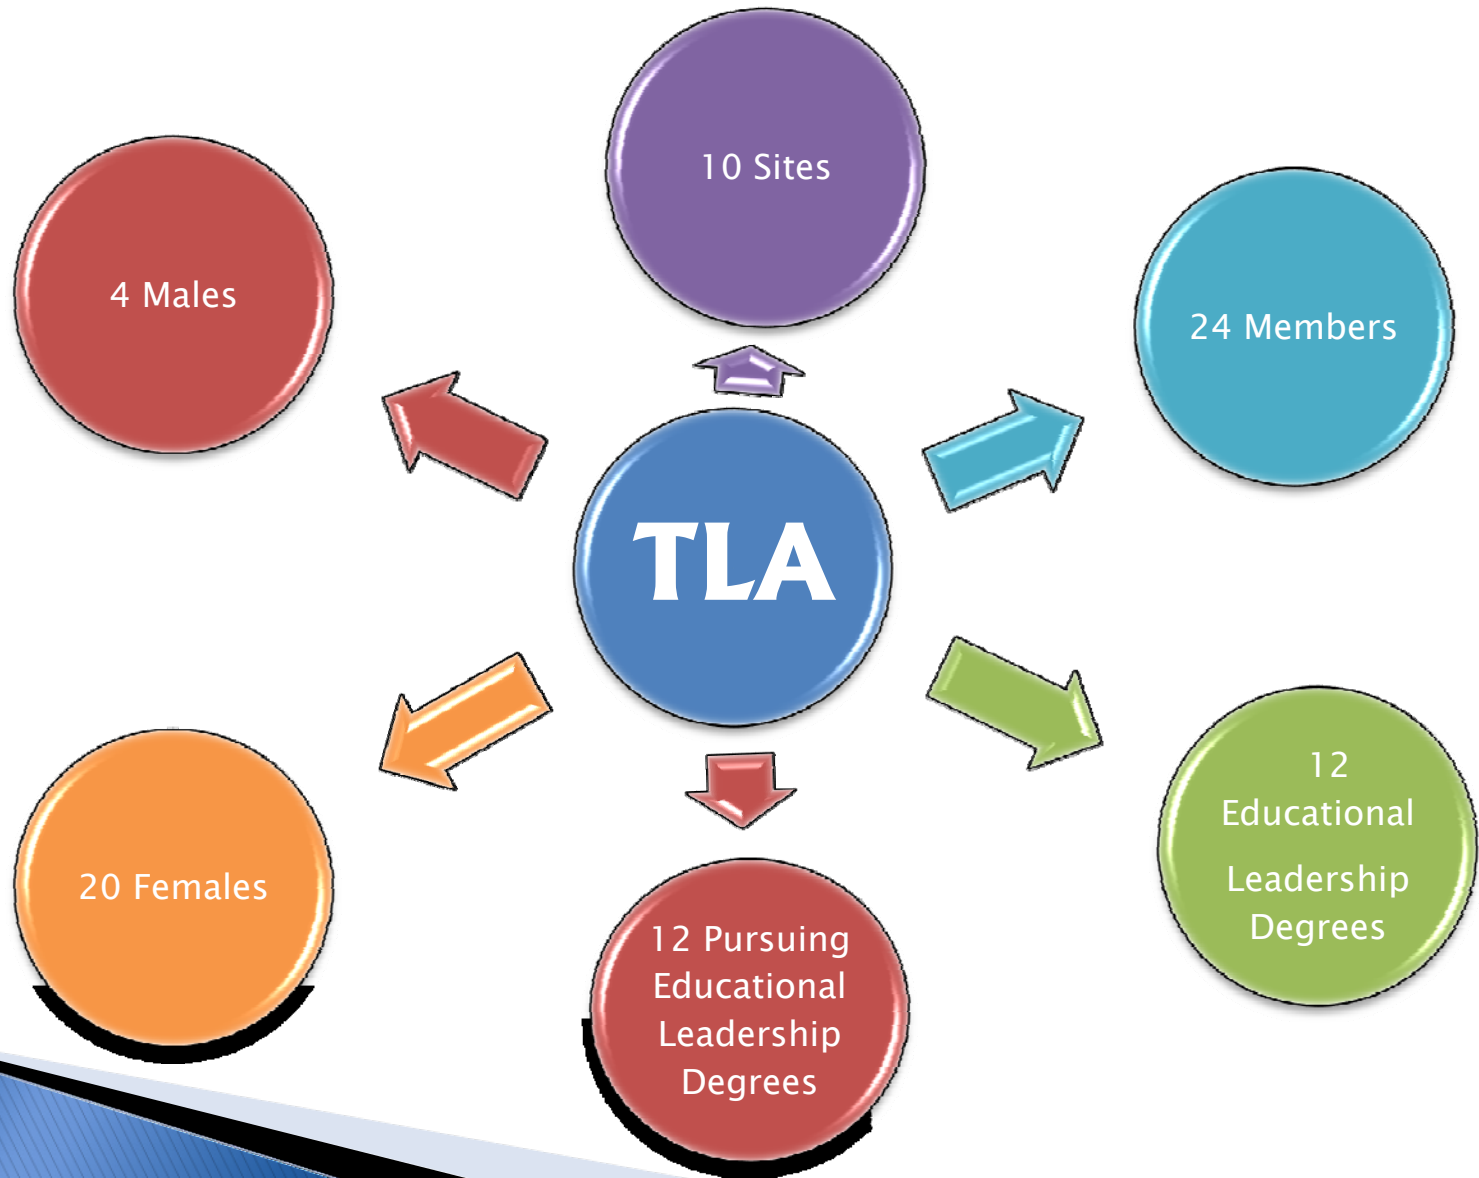 10 Sites
4 Males
24 Members
TLA
12
Educational
Leadership
Degrees
20 Females
12 Pursuing
Educational
Leadership
Degrees